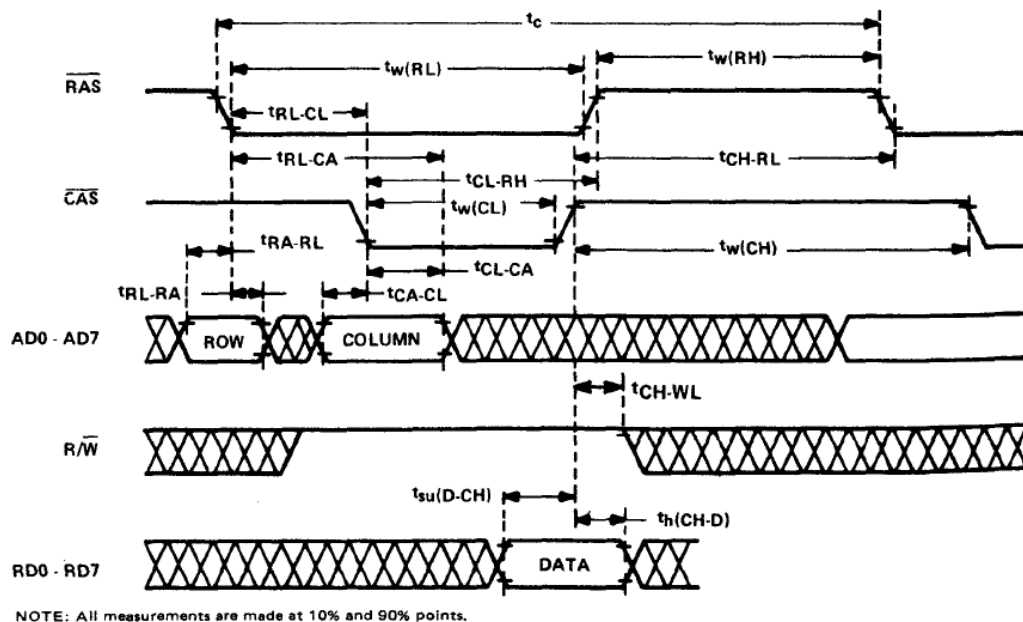 tc
tw(RL)
tw(RH)
RAS
tRL-CL
tRL-CA
tCH-RL
tCL-RH
CAS
tw(CL)
tw(CH)
tRA-RL
tCL-CA
tRL-RA
tCA-CL
AD0 - AD7
ROW
COLUMN
tCH-WL
R/W
tsu(D-CH)
th(CH-D)
RD0 - RD7
DATA
NOTE: All measurements are made at 10% and 90% points.